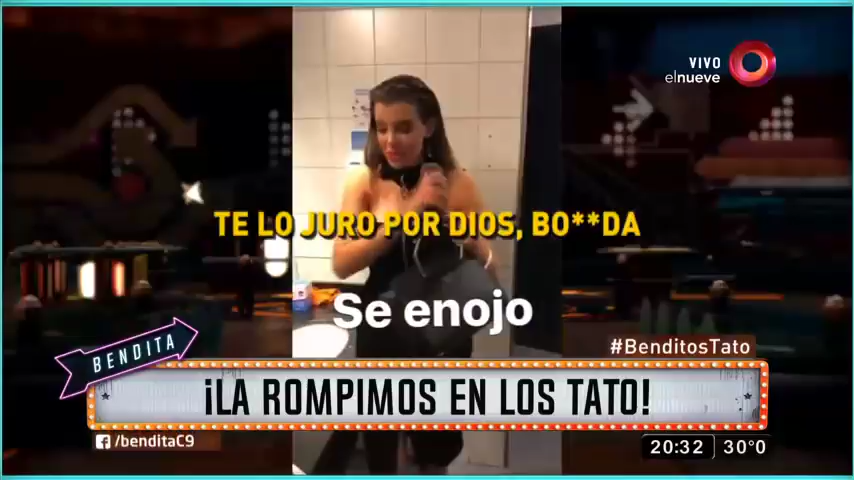 VIVO
elnueve
TE LO JURO POR DIOS, BO**DA
Se enojo
#BenditosTato
BENDITA
¡LA ROMPIMOS EN LOS TATO!
/benditaC9
20:32 30°0